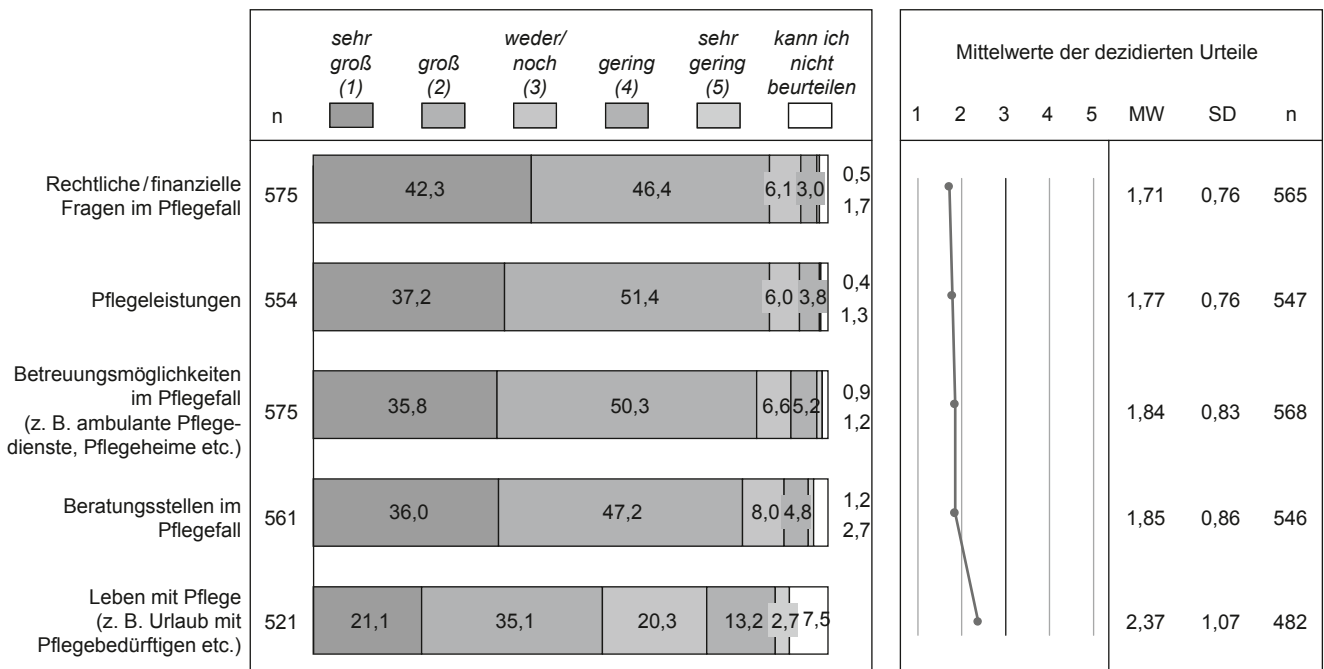 sehr groß (1)
groß (2)
weder/ noch (3)
gering (4)
sehr gering (5)
kann ich nicht beurteilen
n
Mittelwerte der dezidierten Urteile
1 2 3 4 5 MW SD n
Rechtliche/finanzielle
Fragen im Pflegefall
575 42,3 46,4 6,1 3,0 0,5 1,7
1,71 0,76 565
Pflegeleistungen
554 37,2 51,4 6,0 3,8 0,4 1,3
1,77 0,76 547
Betreuungsmöglichkeiten
im Pflegefall
(z. B. ambulante Pflege-
dienste, Pflegeheime etc.)
575 35,8 50,3 6,6 5,2 0,9 1,2
1,84 0,83 568
Beratungsstellen im
Pflegefall
561 36,0 47,2 8,0 4,8 1,2 2,7
1,85 0,86 546
Leben mit Pflege
(z. B. Urlaub mit
Pflegebedürftigen etc.)
521 21,1 35,1 20,3 13,2 2,7 7,5
2,37 1,07 482